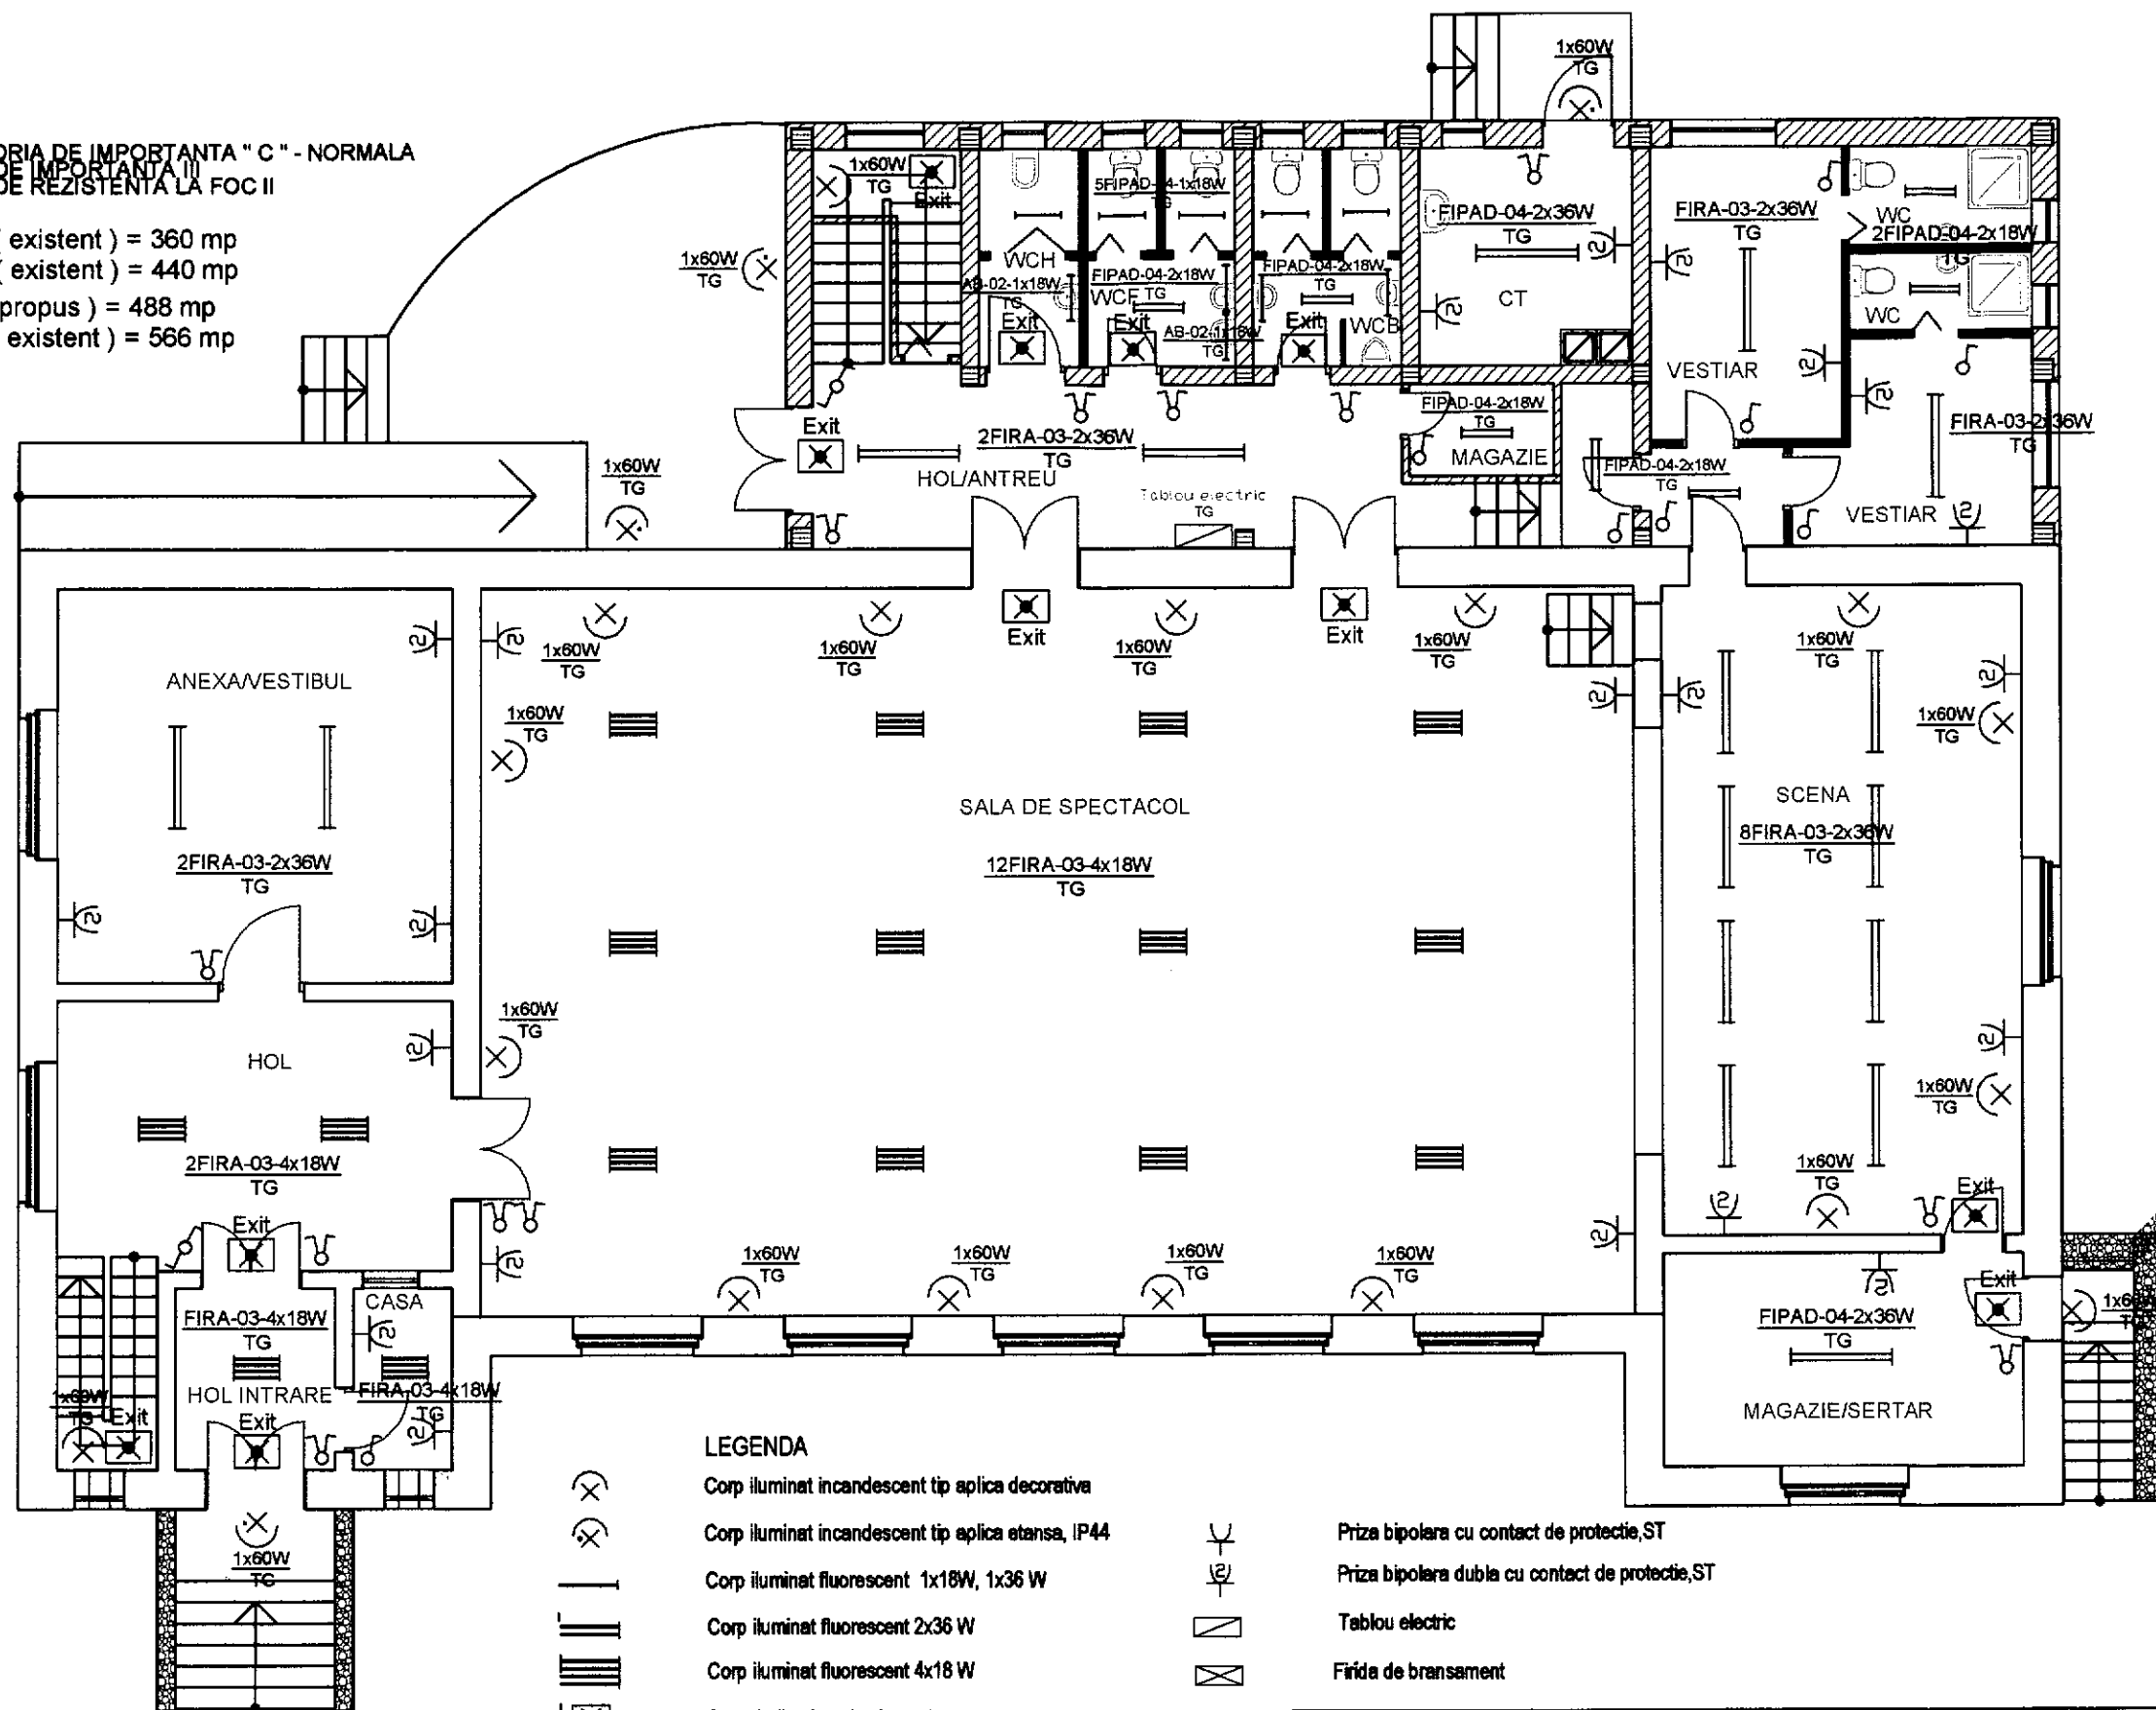 ORIA DE IMPORTANTA " C " - NORMALA
DE IMPORTANTA III
DE REZISTENTA LA FOC II
( existent ) = 360 mp
( existent ) = 440 mp
propus ) = 488 mp
existent ) = 566 mp
1x60W
TG
1x60W
TG
Exit
1x60W
TG
5FIPAD-04-1x18W
TG
FIPAD-04-2x36W
TG
CT
FIRA-03-2x36W
TG
VESTIAR
WC
2FIPAD-04-2x18W
TG
WC
WCH
AB-02-1x18W
TG
Exit
FIPAD-04-2x18W
TG
WCF
Exit
AB-02-1x18W
TG
FIPAD-04-2x18W
TG
Exit
WCB
FIPAD-04-2x18W
TG
MAGAZIE
FIRA-03-2x36W
TG
VESTIAR
FIPAD-04-2x18W
TG
Exit
2FIRA-03-2x36W
TG
HOL/ANTREU
Tablou electric
TG
1x60W
TG
Exit
Exit
1x60W
TG
1x60W
TG
1x60W
TG
1x60W
TG
1x60W
TG
ANEXA/VESTIBUL
2FIRA-03-2x36W
TG
1x60W
TG
1x60W
TG
SALA DE SPECTACOL
12FIRA-03-4x18W
TG
SCENA
8FIRA-03-2x36W
TG
1x60W
TG
HOL
2FIRA-03-4x18W
TG
1x60W
TG
1x60W
TG
Exit
Exit
1x60W
TG
1x60W
TG
1x60W
TG
1x60W
TG
CASA
FIRA-03-4x18W
TG
HOL INTRARE
FIRA-03-4x18W
TG
1x60W
TG
Exit
Exit
1x60W
TG
Exit
FIPAD-04-2x36W
TG
MAGAZIE/SERTAR
1x60W
TG
LEGENDA
Corp iluminat incandescent tip aplica decorativa
Corp iluminat incandescent tip aplica etansa, IP44
Corp iluminat fluorescent 1x18W, 1x36 W
Corp iluminat fluorescent 2x36 W
Corp iluminat fluorescent 4x18 W
Priza bipolara cu contact de protectie,ST
Priza bipolara dubla cu contact de protectie,ST
Tablou electric
Firida de bransament